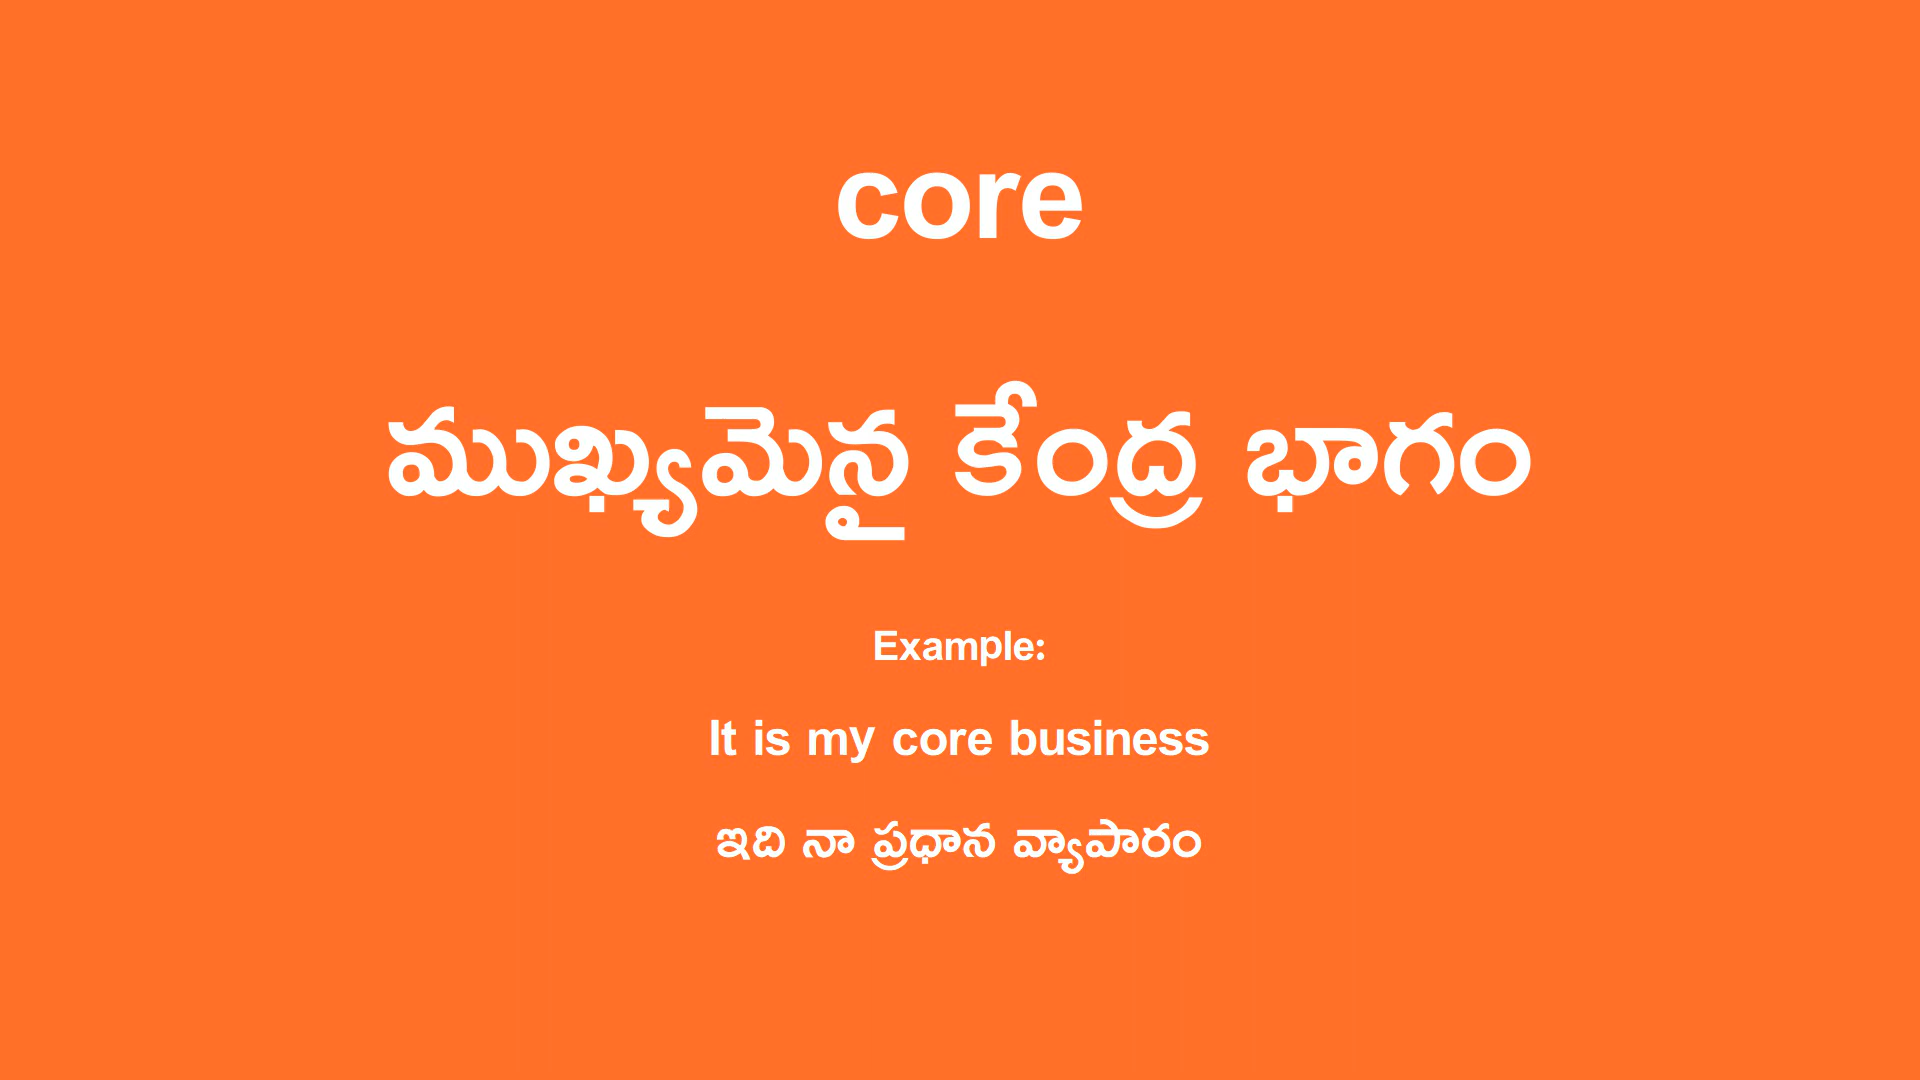 core
ముఖ్యమైన కేంద్ర భాగం
Example:
It is my core business
ఇది నా ప్రధాన వ్యాపారం